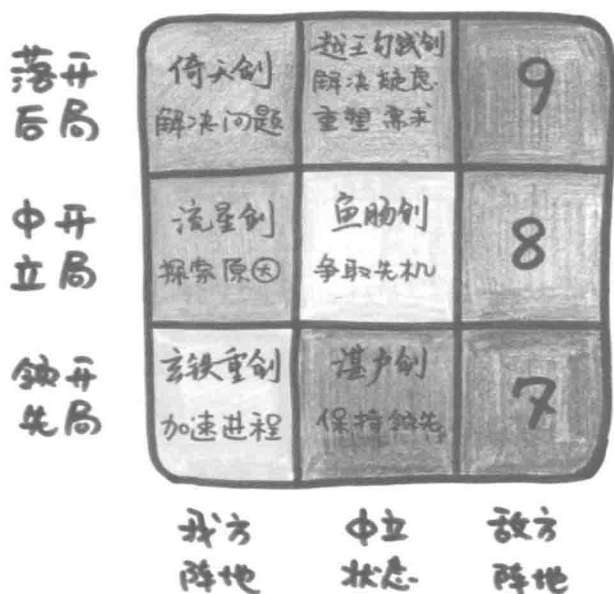 落后
开局
倚天剑
解决问题
越王勾践剑
解决疑虑
重塑需求
9
中立
开局
流星剑
探索原因
鱼肠剑
争取先机
8
领先
开局
玄铁重剑
加速进程
湛卢剑
保持领先
7
我方
阵地
中立
状态
敌方
阵地